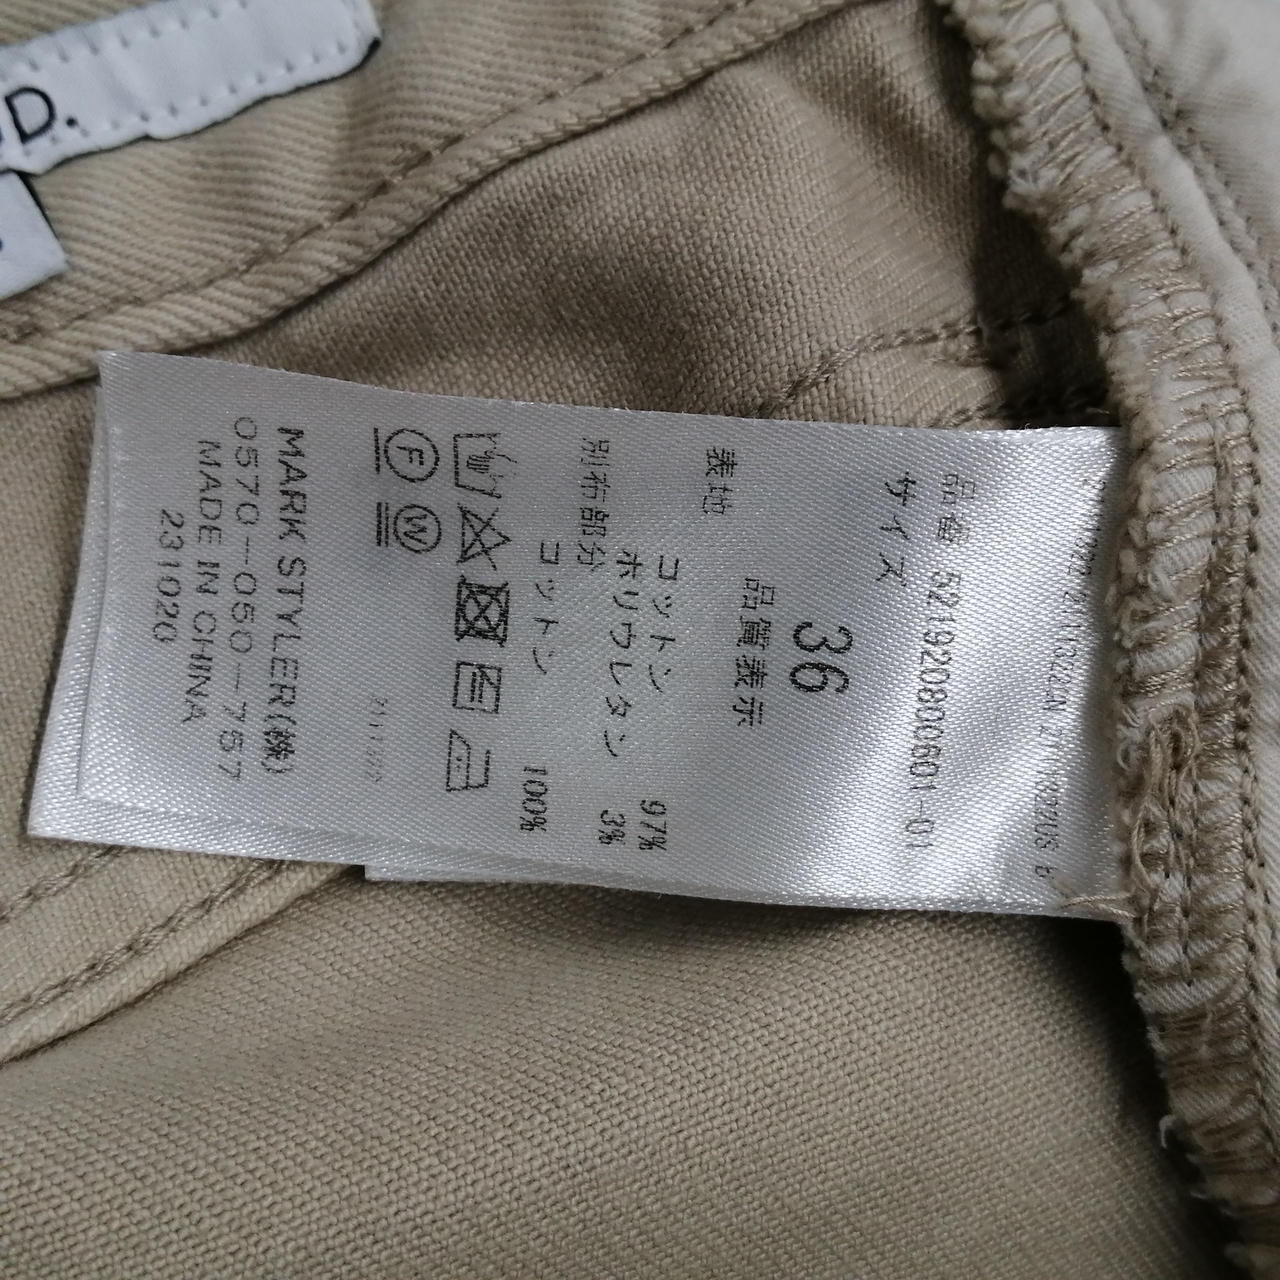 D.
品番 5219208000601-01
サイズ
36
品質表示
表地
コットン 97%
ポリウレタン 3%
別布部分
コットン 100%
F
W
MARK STYLER(株)
0570-050-757
MADE IN CHINA
231020